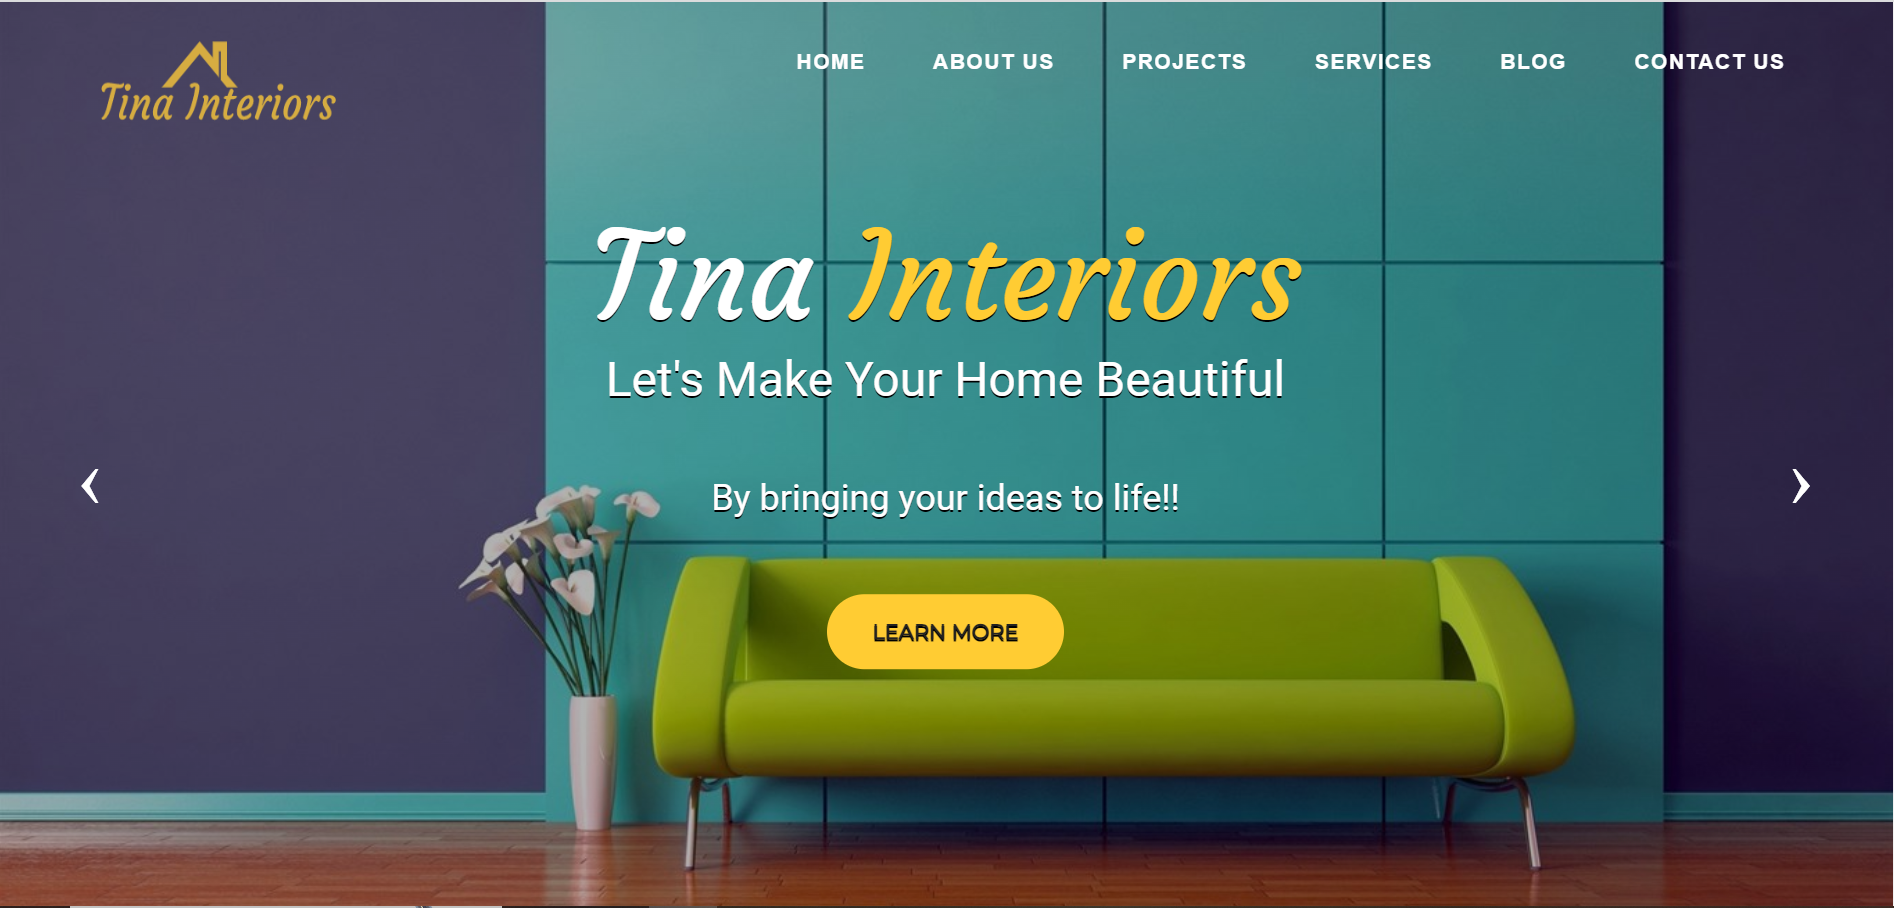 Tina Interiors
HOME ABOUT US PROJECTS SERVICES BLOG CONTACT US
Tina Interiors
Let's Make Your Home Beautiful
By bringing your ideas to life!!
LEARN MORE